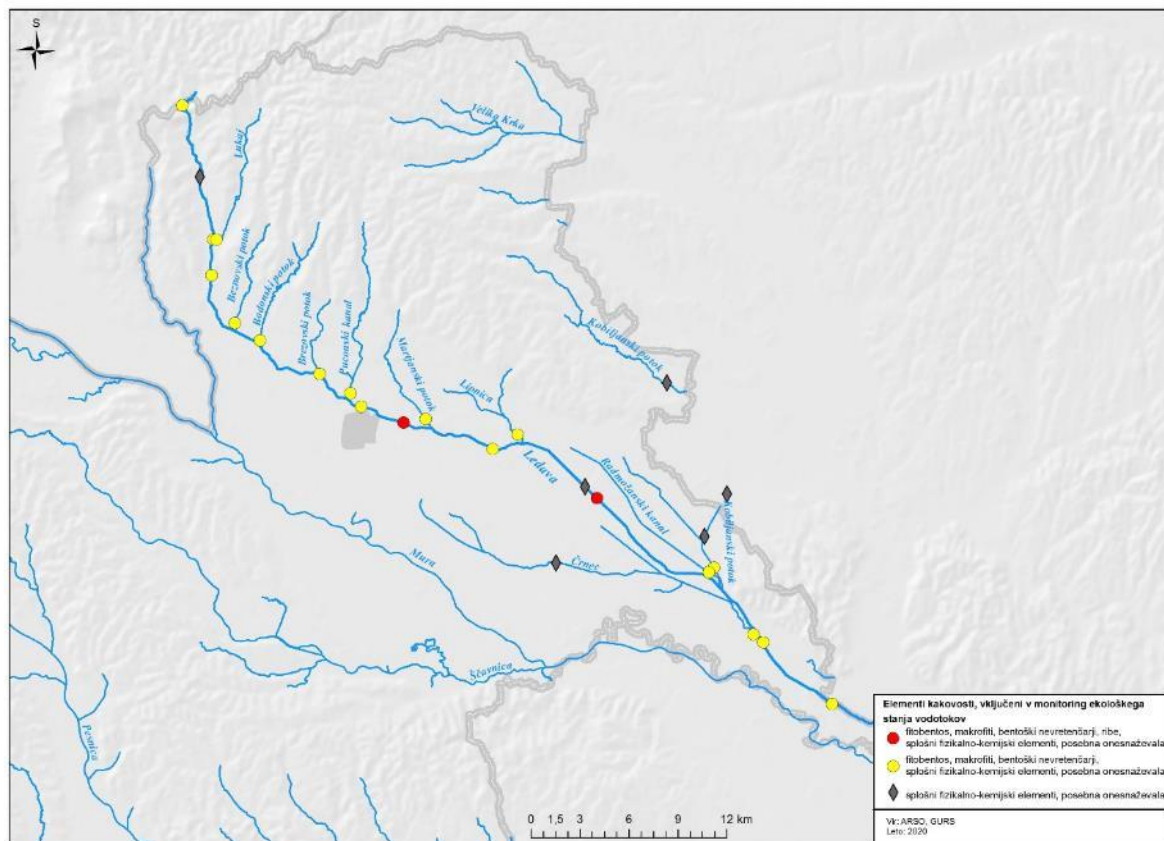 S
Velika Krka
Lukaj
Beznovski potok
Bodonski potok
Brezovski potok
Puconski kanal
Martjanski potok
Kobiljanski potok
Lipnica
Ledava
Radmožanski kanal
Kobiljanski potok
Mura
Črnec
Ščavnica
Pesnica
0 1,5 3 6 9 12 km
Elementi kakovosti, vključeni v monitoring ekološkega
stanja vodotokov
fitobentos, makrofiti, bentoški nevretenčarji, ribe,
splošni fizikalno-kemijski elementi, posebna onesnaževala
fitobentos, makrofiti, bentoški nevretenčarji,
splošni fizikalno-kemijski elementi, posebna onesnaževala
splošni fizikalno-kemijski elementi, posebna onesnaževala
Vir: ARSO, GURS
Leto: 2020